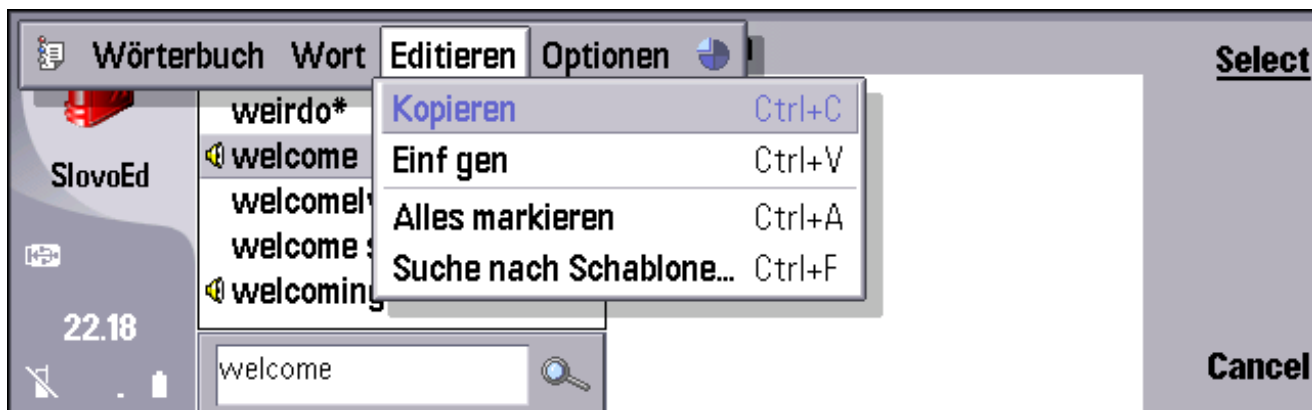 Wörterbuch Wort Editieren Optionen
Select
SlovoEd
weirdo*
welcome
welcome
welcoming
Kopieren Ctrl+C
Einf gen Ctrl+V
Alles markieren Ctrl+A
Suche nach Schablone... Ctrl+F
22.18
welcome
Cancel